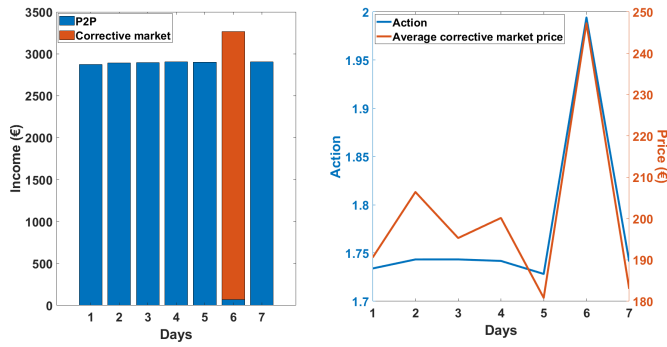 P2P
Corrective market
3500
3000
2500
2000
1500
1000
500
0
Income (€)
1 2 3 4 5 6 7
Days
Action
Average corrective market price
2
1.95
1.9
1.85
1.8
1.75
1.7
Action
250
240
230
220
210
200
190
180
Price (€)
1 2 3 4 5 6 7
Days